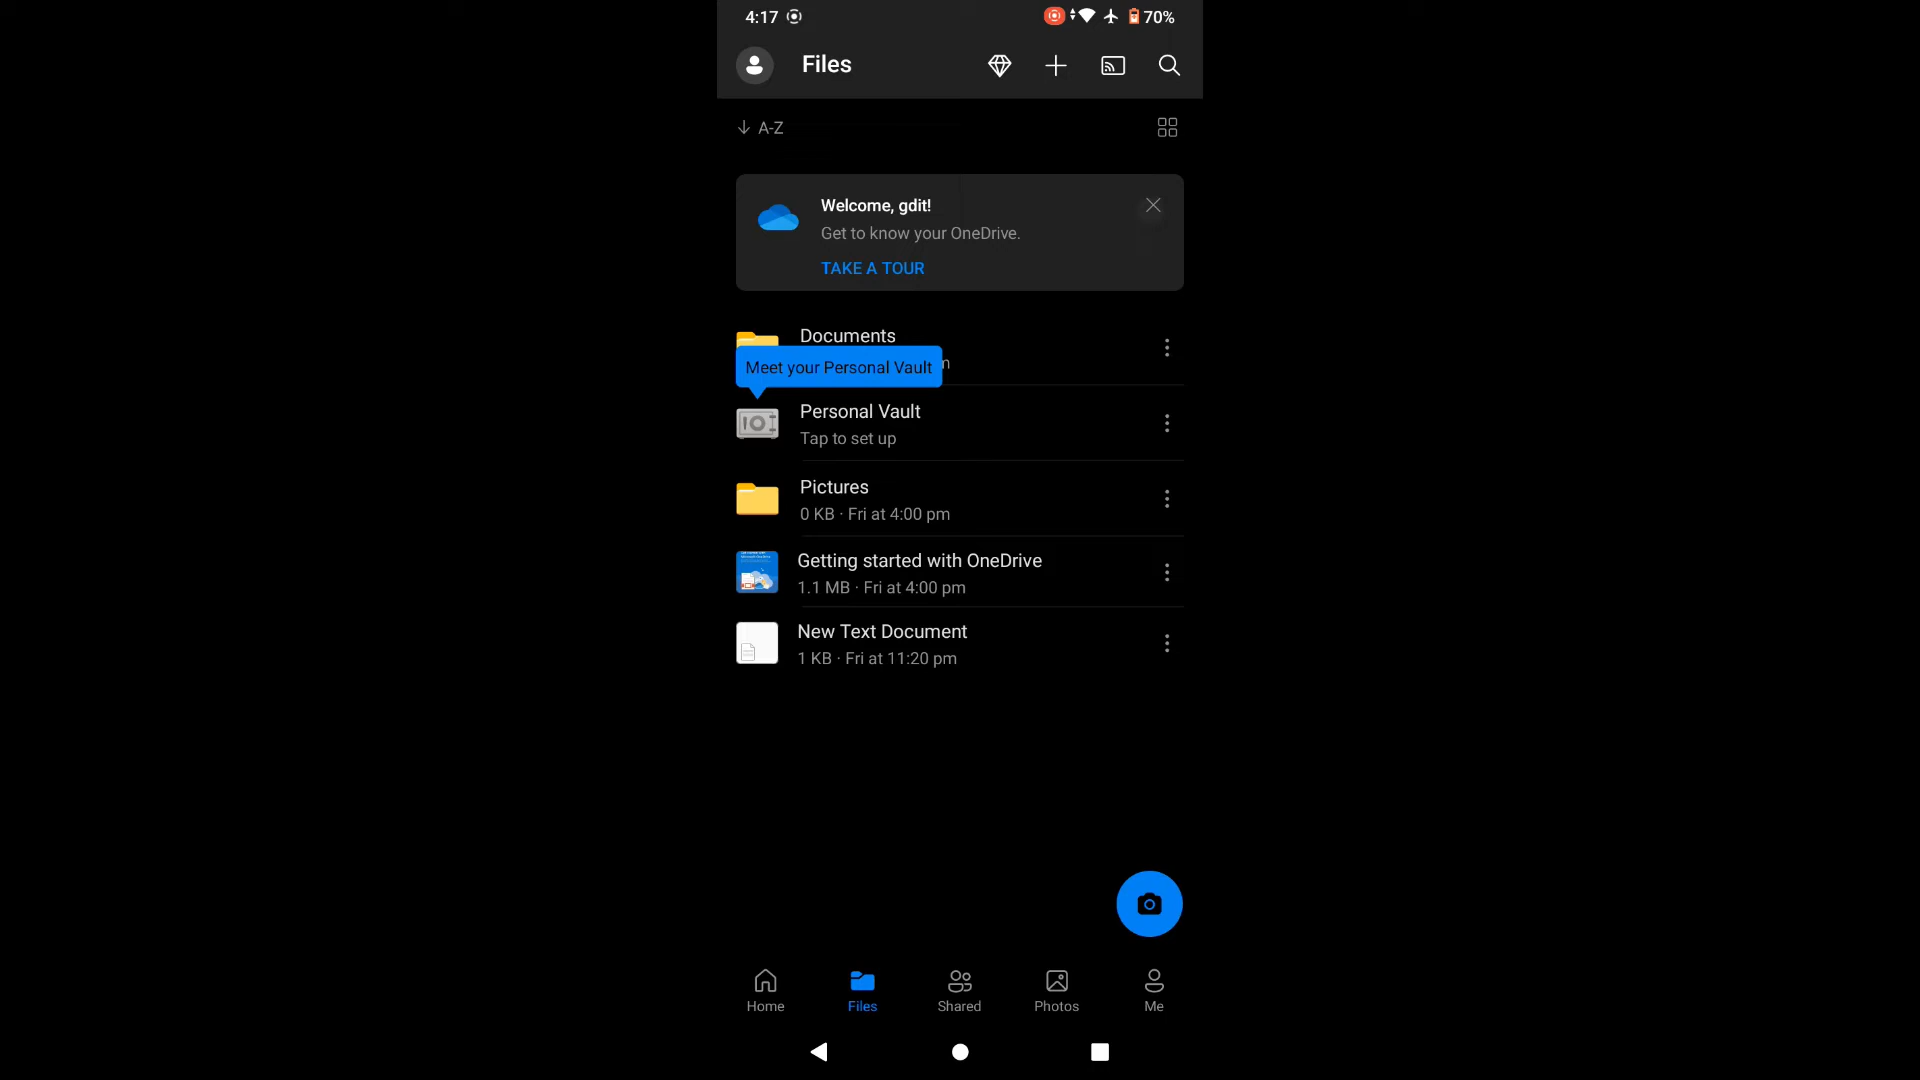 4:17
70%
Files
A-Z
Welcome, gdit!
Get to know your OneDrive.
TAKE A TOUR
Documents
Meet your Personal Vault
Personal Vault
Tap to set up
Pictures
0 KB · Fri at 4:00 pm
Getting started with OneDrive
1.1 MB · Fri at 4:00 pm
New Text Document
1 KB · Fri at 11:20 pm
Home
Files
Shared
Photos
Me